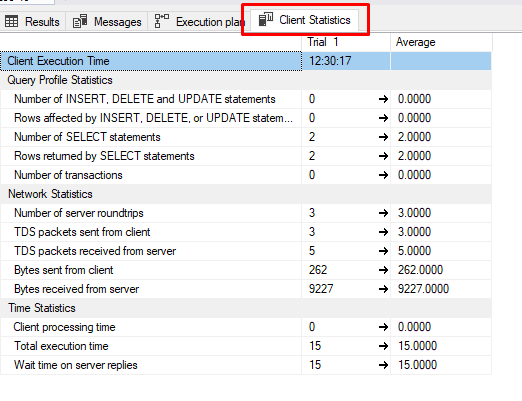 Results Messages Execution plan Client Statistics
Trial 1 Average
Client Execution Time 12:30:17
Query Profile Statistics
Number of INSERT, DELETE and UPDATE statements 0 → 0.0000
Rows affected by INSERT, DELETE, or UPDATE statem... 0 → 0.0000
Number of SELECT statements 2 → 2.0000
Rows returned by SELECT statements 2 → 2.0000
Number of transactions 0 → 0.0000
Network Statistics
Number of server roundtrips 3 → 3.0000
TDS packets sent from client 3 → 3.0000
TDS packets received from server 5 → 5.0000
Bytes sent from client 262 → 262.0000
Bytes received from server 9227 → 9227.0000
Time Statistics
Client processing time 0 → 0.0000
Total execution time 15 → 15.0000
Wait time on server replies 15 → 15.0000